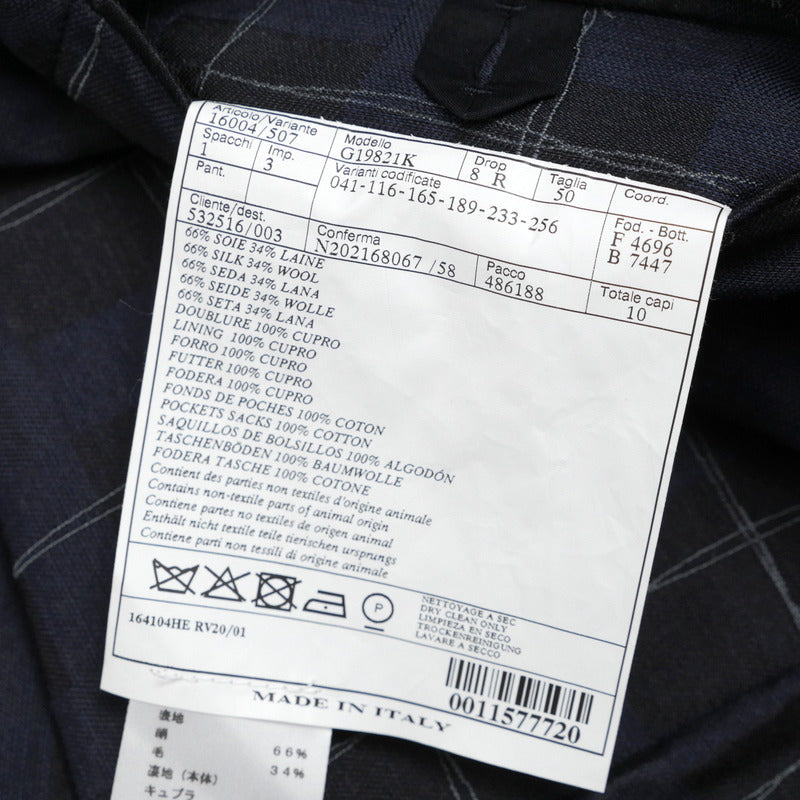 Articolo/Variante
16004/507
Modello
G19821K
Drop
8 R
Taglia
50
Coord.
Spacchi
1
Imp.
3
Varianti codificate
041-116-165-189-233-256
Fod. - Bott.
F 4696
B 7447
Pant.
Cliente/dest.
532516/003
Conferma
N202168067 /58
Pacco
486188
Totale capi
10
66% SOIE 34% LAINE
66% SILK 34% WOOL
66% SEDA 34% LANA
66% SEIDE 34% WOLLE
66% SETA 34% LANA
DOUBLURE 100% CUPRO
LINING 100% CUPRO
FORRO 100% CUPRO
FUTTER 100% CUPRO
FODERA 100% CUPRO
FONDS DE POCHES 100% COTON
POCKETS SACKS 100% COTTON
SAQUILLOS DE BOLSILLOS 100% ALGODÓN
TASCHENBÖDEN 100% BAUMWOLLE
FODERA TASCHE 100% COTONE
Contient des parties non textiles d'origine animale
Contains non-textile parts of animal origin
Contiene partes no textiles de origen animal
Enthält nicht textile teile tierischen ursprungs
Contiene parti non tessili di origine animale
P
NETTOYAGE A SEC
DRY CLEAN ONLY
LIMPIEZA EN SECO
TROCKENREINIGUNG
LAVARE A SECCO
164104HE RV20/01
0011577720
MADE IN ITALY
裏地
絹
毛 66%
裏地(本体) 34%
キュプラ